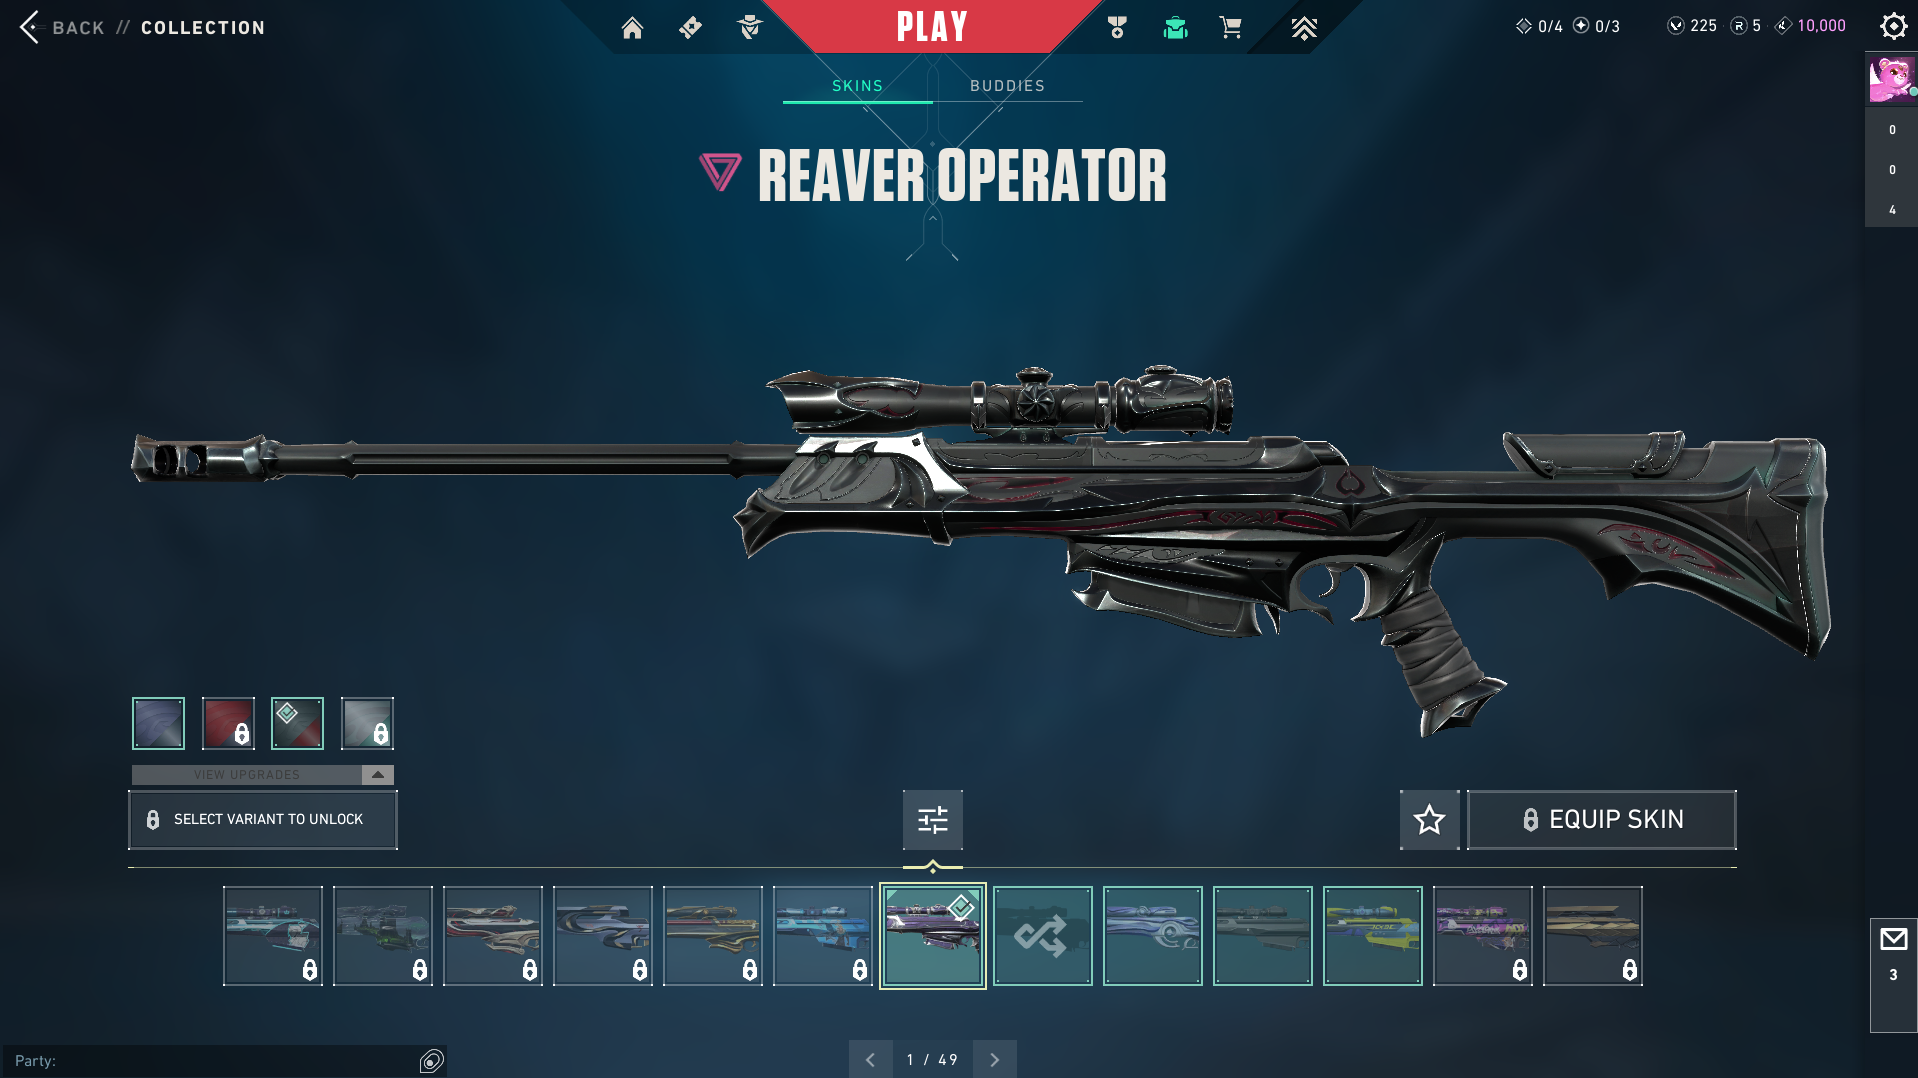 BACK // COLLECTION
PLAY
0/4 0/3 225 5 10,000
SKINS BUDDIES
REAVER OPERATOR
0
0
4
VIEW UPGRADES
SELECT VARIANT TO UNLOCK
EQUIP SKIN
3
Party:
1 / 49